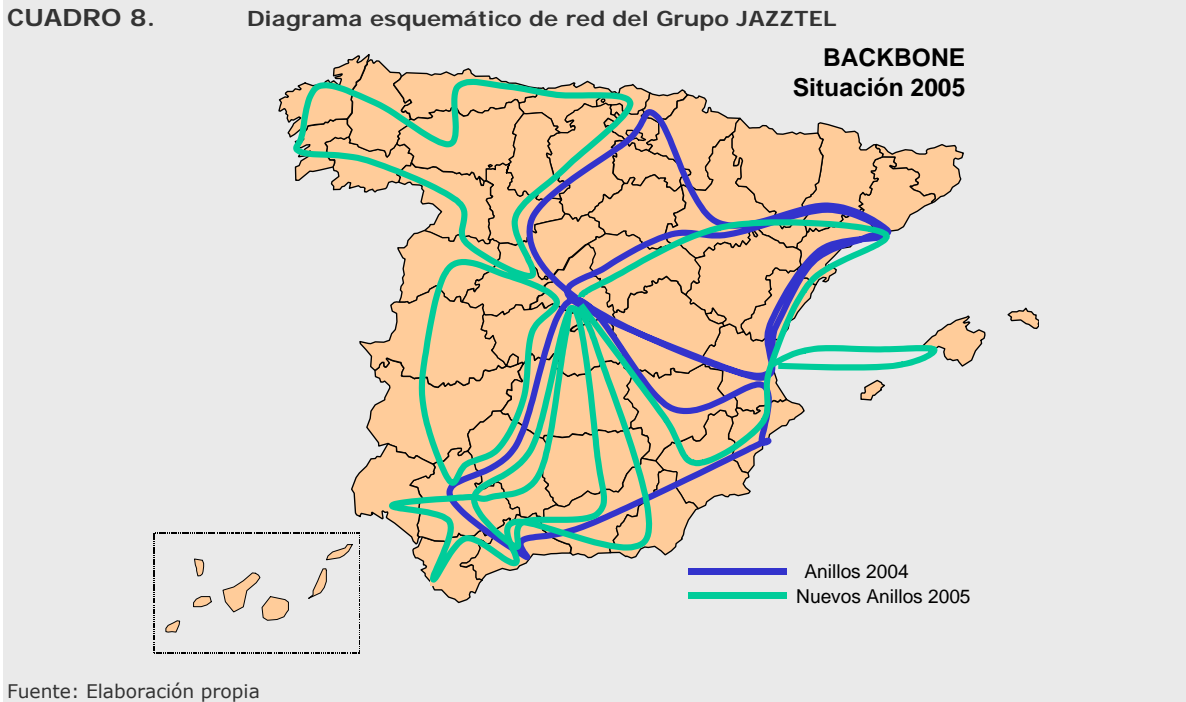 CUADRO 8. Diagrama esquemático de red del Grupo JAZZTEL
BACKBONE
Situación 2005
Anillos 2004
Nuevos Anillos 2005
Fuente: Elaboración propia